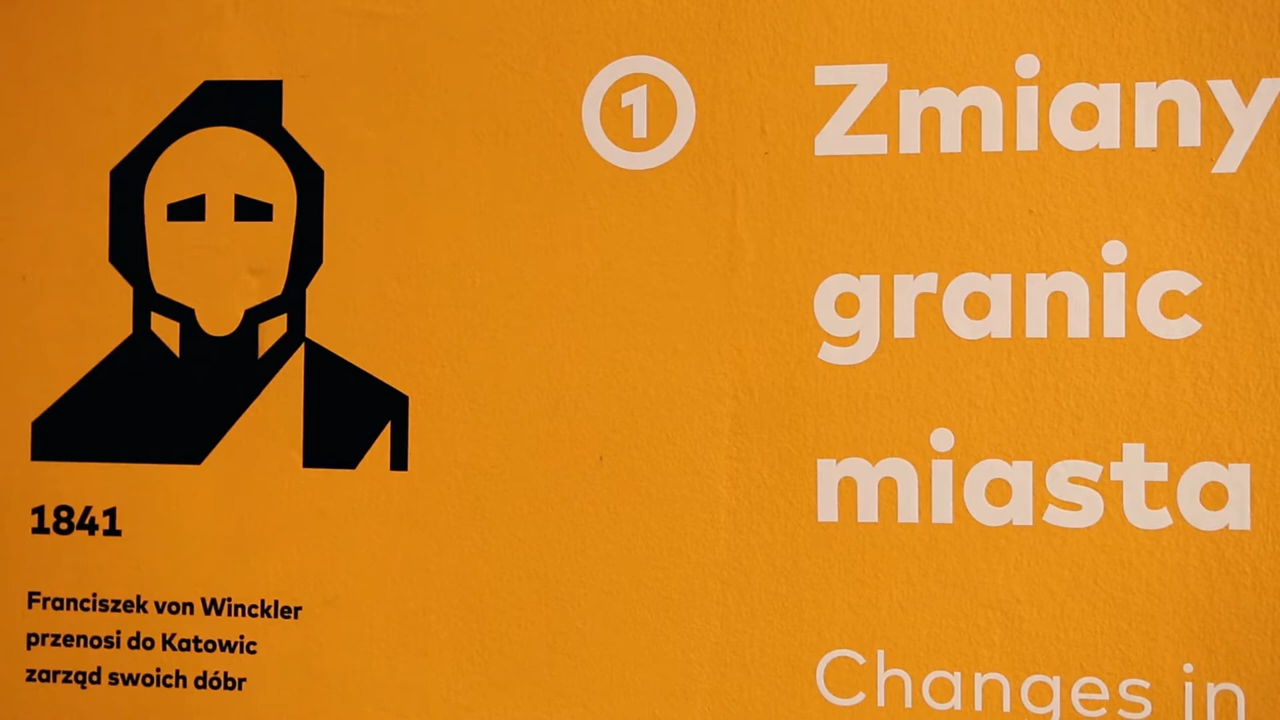 1841
Franciszek von Winckler
przenosi do Katowic
zarząd swoich dóbr
1
Zmiany
granic
miasta
Changes in